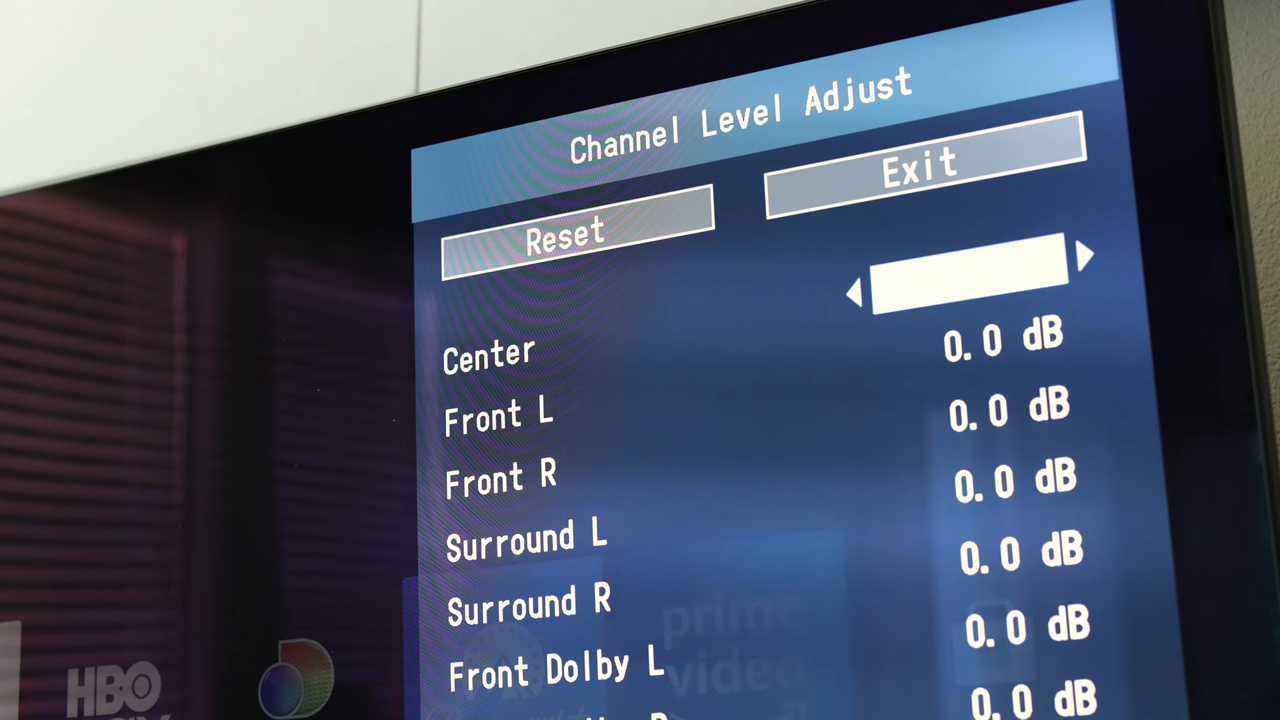 Channel Level Adjust
Reset
Exit
Center 0.0 dB
Front L 0.0 dB
Front R 0.0 dB
Surround L 0.0 dB
Surround R 0.0 dB
Front Dolby L 0.0 dB
HBO
prime
video